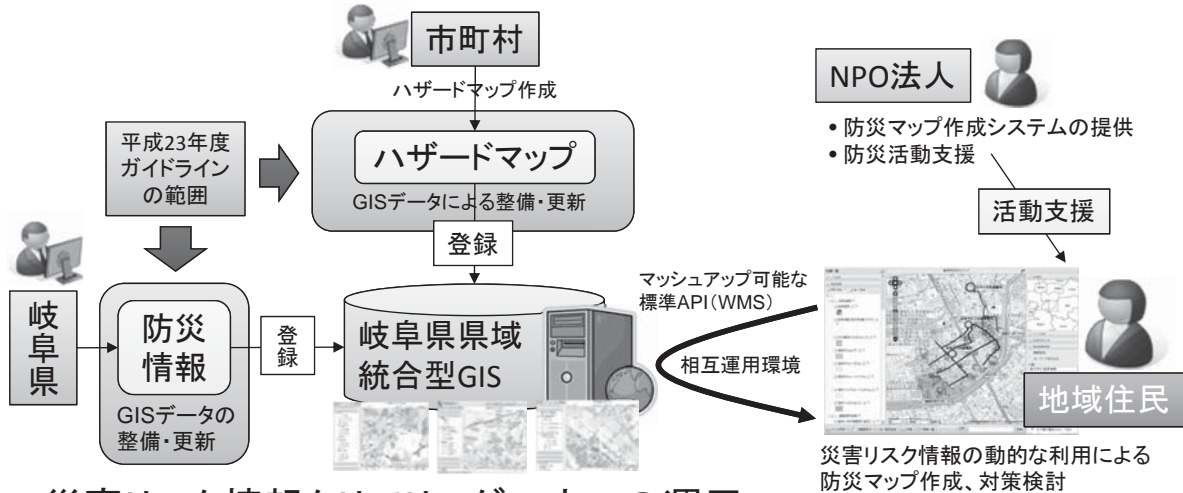 市町村
ハザードマップ作成
ハザードマップ
GISデータによる整備・更新
登録
平成23年度
ガイドライン
の範囲
岐阜県
防災
情報
GISデータの
整備・更新
登録
岐阜県県域
統合型GIS
マッシュアップ可能な
標準API(WMS)
相互運用環境
NPO法人
• 防災マップ作成システムの提供
• 防災活動支援
活動支援
地域住民
災害リスク情報の動的な利用による
防災マップ作成、対策検討